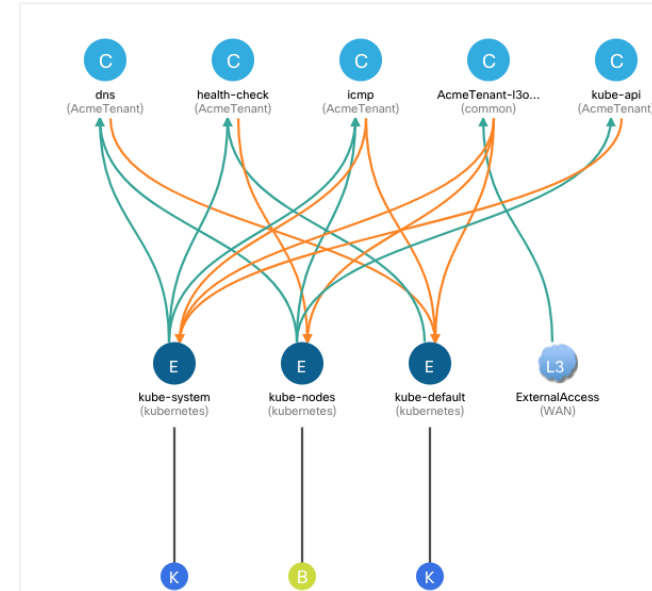 C C C C C
dns health-check icmp AcmeTenant-l3o... kube-api
(AcmeTenant) (AcmeTenant) (AcmeTenant) (common) (AcmeTenant)
E E E L3
kube-system kube-nodes kube-default ExternalAccess
(kubernetes) (kubernetes) (kubernetes) (WAN)
K B K